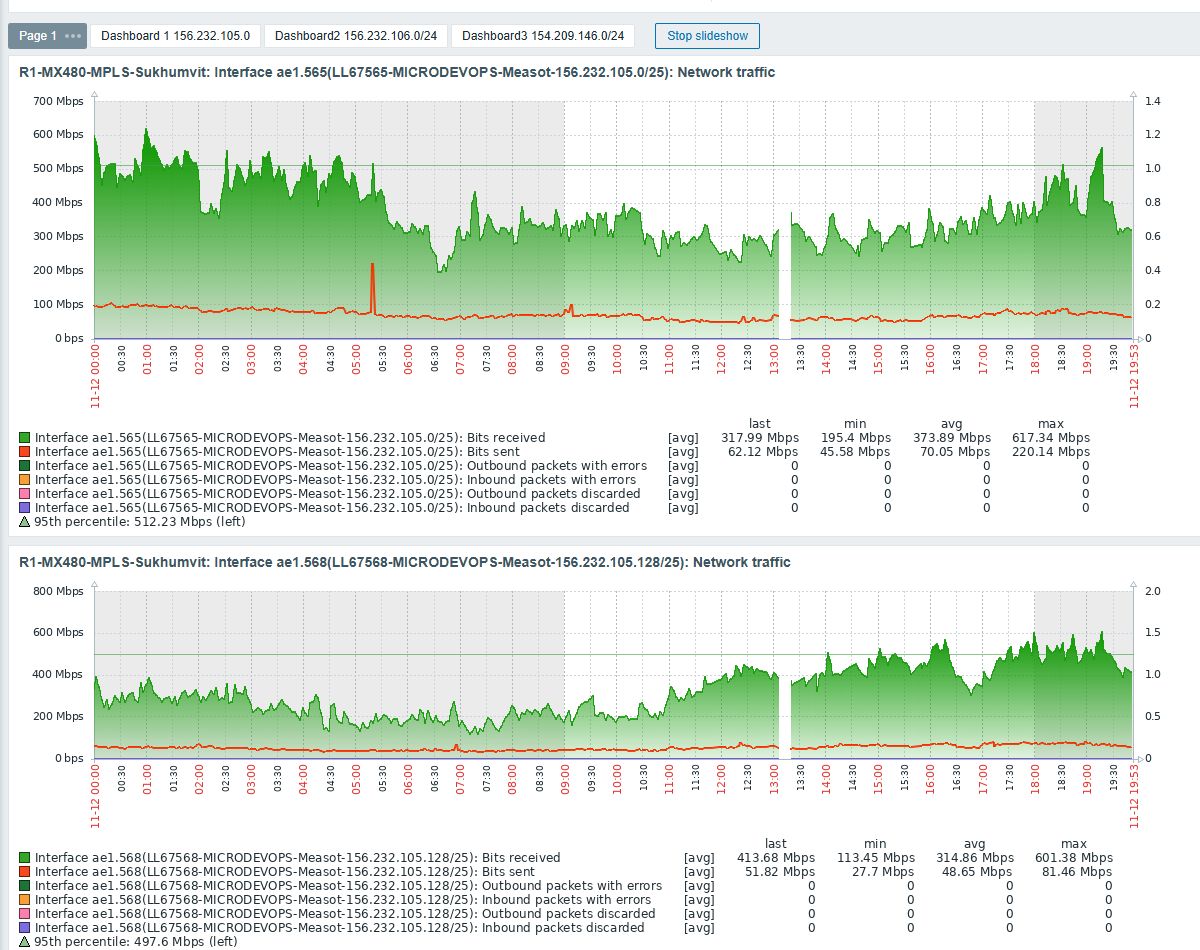 Page 1 Dashboard 1 156.232.105.0 Dashboard2 156.232.106.0/24 Dashboard3 154.209.146.0/24 Stop slideshow
R1-MX480-MPLS-Sukhumvit: Interface ae1.565(LL67565-MICRODEVOPS-Measot-156.232.105.0/25): Network traffic
700 Mbps 1.4
600 Mbps 1.2
500 Mbps 1.0
400 Mbps 0.8
300 Mbps 0.6
200 Mbps 0.4
100 Mbps 0.2
0 bps 0
11-12 00:00 00:30 01:00 01:30 02:00 02:30 03:00 03:30 04:00 04:30 05:00 05:30 06:00 06:30 07:00 07:30 08:00 08:30 09:00 09:30 10:00 10:30 11:00 11:30 12:00 12:30 13:00 13:30 14:00 14:30 15:00 15:30 16:00 16:30 17:00 17:30 18:00 18:30 19:00 19:30 11-12 19:53
last min avg max
Interface ae1.565(LL67565-MICRODEVOPS-Measot-156.232.105.0/25): Bits received [avg] 317.99 Mbps 195.4 Mbps 373.89 Mbps 617.34 Mbps
Interface ae1.565(LL67565-MICRODEVOPS-Measot-156.232.105.0/25): Bits sent [avg] 62.12 Mbps 45.58 Mbps 70.05 Mbps 220.14 Mbps
Interface ae1.565(LL67565-MICRODEVOPS-Measot-156.232.105.0/25): Outbound packets with errors [avg] 0 0 0 0
Interface ae1.565(LL67565-MICRODEVOPS-Measot-156.232.105.0/25): Inbound packets with errors [avg] 0 0 0 0
Interface ae1.565(LL67565-MICRODEVOPS-Measot-156.232.105.0/25): Outbound packets discarded [avg] 0 0 0 0
Interface ae1.565(LL67565-MICRODEVOPS-Measot-156.232.105.0/25): Inbound packets discarded [avg] 0 0 0 0
95th percentile: 512.23 Mbps (left)
R1-MX480-MPLS-Sukhumvit: Interface ae1.568(LL67568-MICRODEVOPS-Measot-156.232.105.128/25): Network traffic
800 Mbps 2.0
600 Mbps 1.5
400 Mbps 1.0
200 Mbps 0.5
0 bps 0
11-12 00:00 00:30 01:00 01:30 02:00 02:30 03:00 03:30 04:00 04:30 05:00 05:30 06:00 06:30 07:00 07:30 08:00 08:30 09:00 09:30 10:00 10:30 11:00 11:30 12:00 12:30 13:00 13:30 14:00 14:30 15:00 15:30 16:00 16:30 17:00 17:30 18:00 18:30 19:00 19:30 11-12 19:53
last min avg max
Interface ae1.568(LL67568-MICRODEVOPS-Measot-156.232.105.128/25): Bits received [avg] 413.68 Mbps 113.45 Mbps 314.86 Mbps 601.38 Mbps
Interface ae1.568(LL67568-MICRODEVOPS-Measot-156.232.105.128/25): Bits sent [avg] 51.82 Mbps 27.7 Mbps 48.65 Mbps 81.46 Mbps
Interface ae1.568(LL67568-MICRODEVOPS-Measot-156.232.105.128/25): Outbound packets with errors [avg] 0 0 0 0
Interface ae1.568(LL67568-MICRODEVOPS-Measot-156.232.105.128/25): Inbound packets with errors [avg] 0 0 0 0
Interface ae1.568(LL67568-MICRODEVOPS-Measot-156.232.105.128/25): Outbound packets discarded [avg] 0 0 0 0
Interface ae1.568(LL67568-MICRODEVOPS-Measot-156.232.105.128/25): Inbound packets discarded [avg] 0 0 0 0
95th percentile: 497.6 Mbps (left)